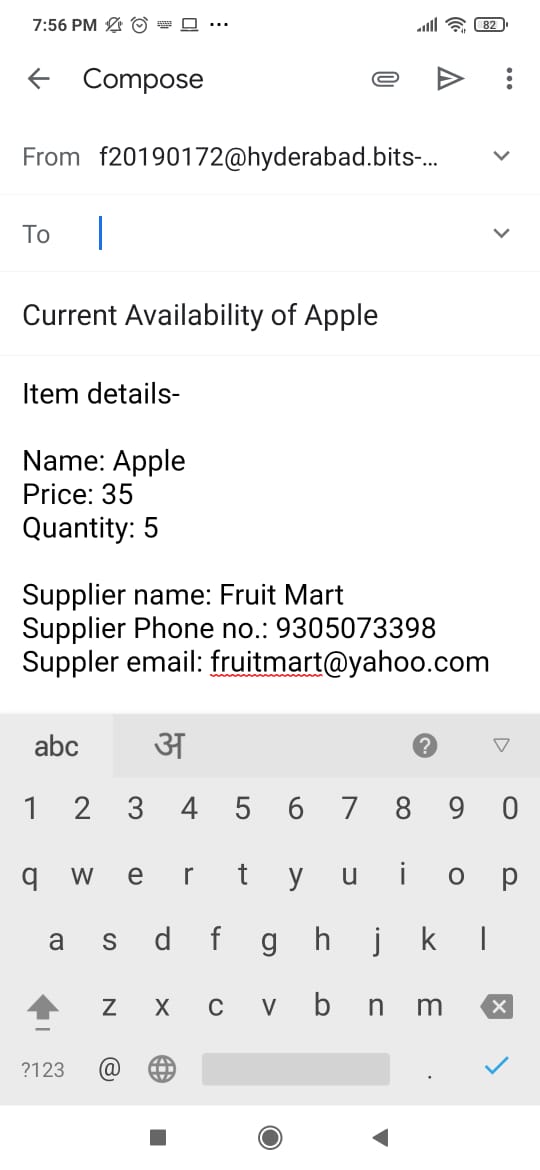 7:56 PM ... 82
Compose
From f20190172@hyderabad.bits-...
To
Current Availability of Apple
Item details-
Name: Apple
Price: 35
Quantity: 5
Supplier name: Fruit Mart
Supplier Phone no.: 9305073398
Suppler email: fruitmart@yahoo.com
abc अ ?
1 2 3 4 5 6 7 8 9 0
q w e r t y u i o p
a s d f g h j k l
z x c v b n m
?123 @ .